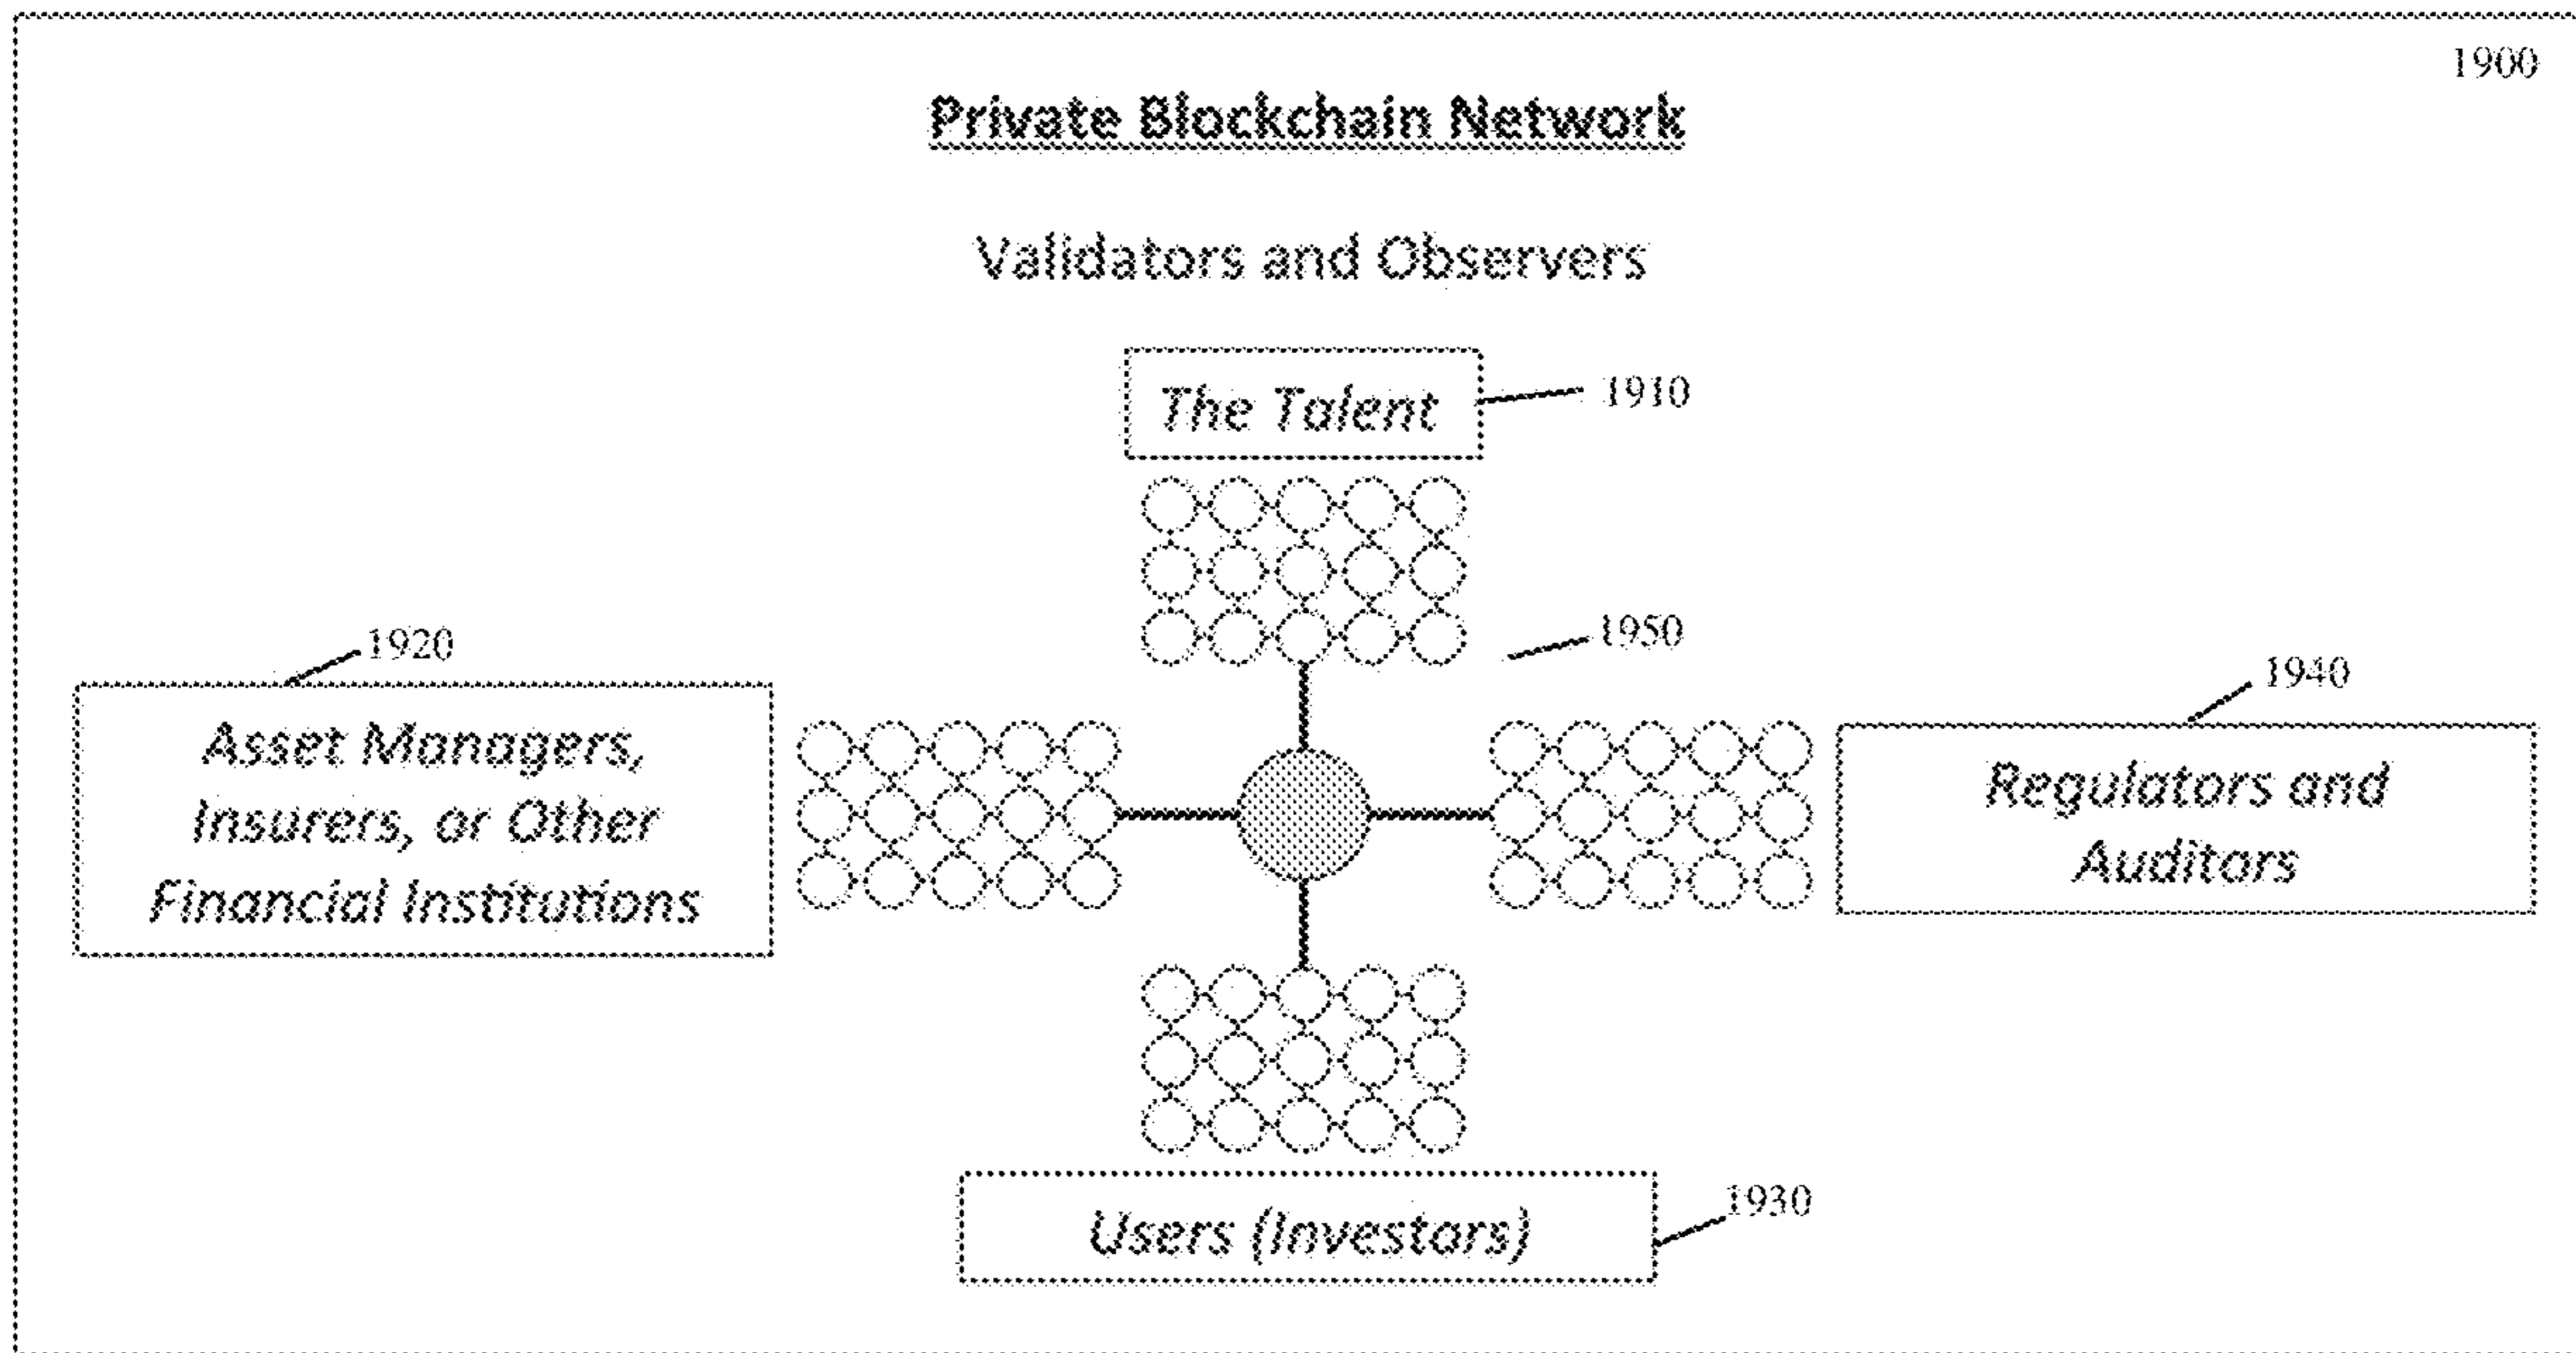 1900
Private Blockchain Network
Validators and Observers
The Talent
1910
1950
1920
1940
Asset Managers,
Insurers, or Other
Financial Institutions
Regulators and
Auditors
Users (Investors)
1930